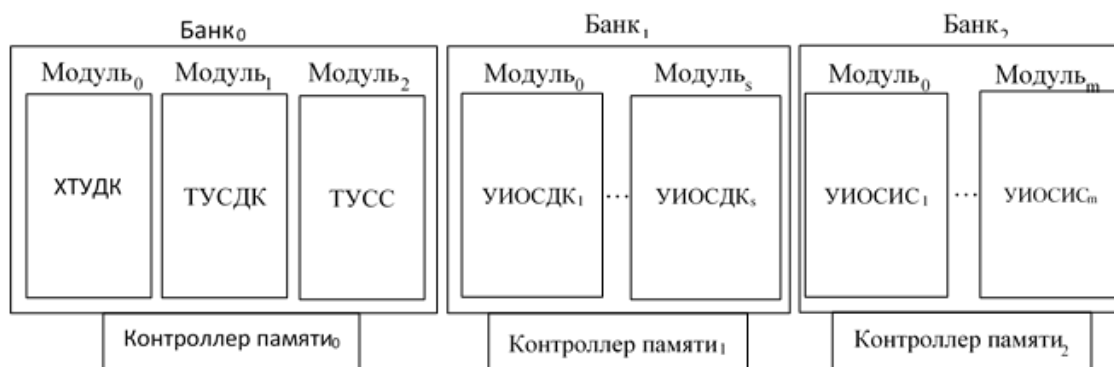 Банк₀ Банк₁ Банк₂
Модуль₀ Модуль₁ Модуль₂ Модуль₀ Модульₛ Модуль₀ Модульₘ
ХТУДК ТУСДК ТУСС УИОСДК₁ ... УИОСДКₛ УИОСИС₁ ... УИОСИСₘ
Контроллер памяти₀ Контроллер памяти₁ Контроллер памяти₂